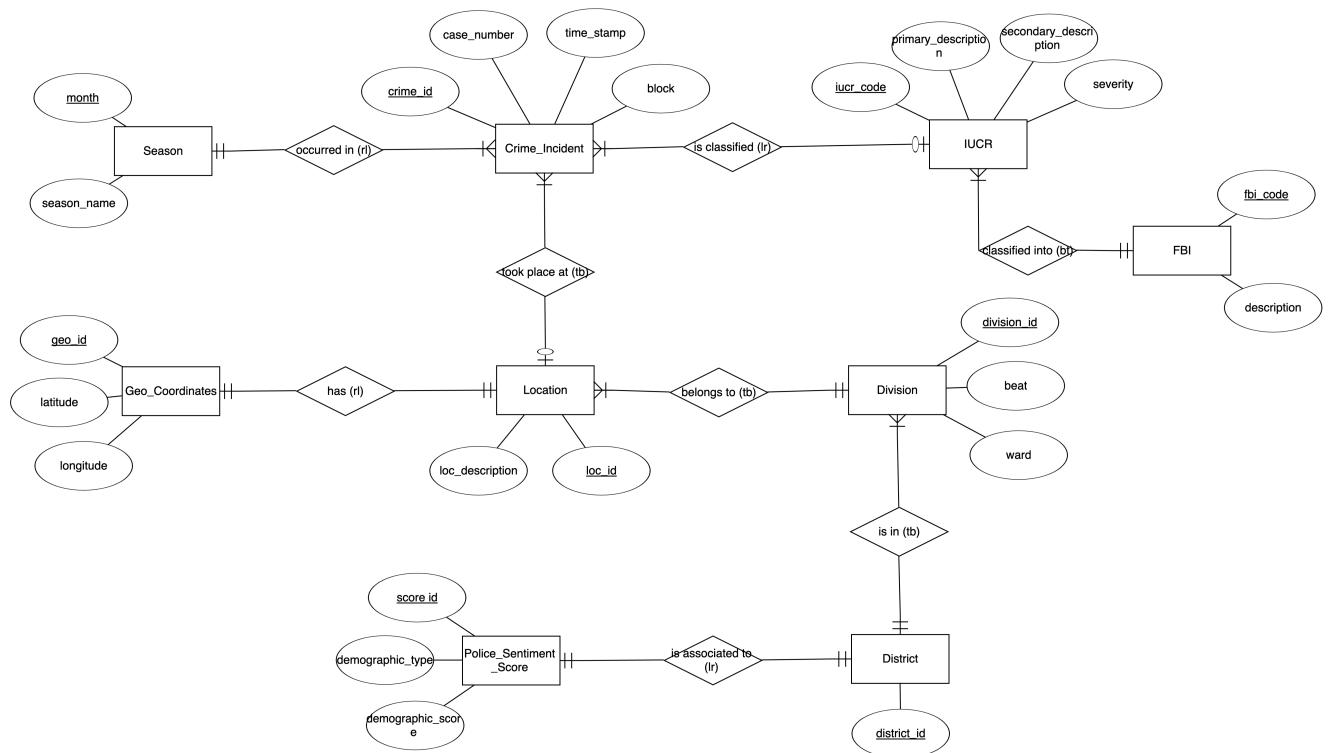 case_number
time_stamp
primary_descriptio
n
secondary_descri
ption
crime_id
block
iucr_code
severity
month
Season
occurred in (rl)
Crime_Incident
is classified (lr)
IUCR
season_name
fbi_code
classified into (bt)
FBI
took place at (tb)
description
geo_id
division_id
Geo_Coordinates
has (rl)
Location
belongs to (tb)
Division
beat
latitude
longitude
loc_description
loc_id
ward
is in (tb)
score id
demographic_type
Police_Sentiment
_Score
is associated to
(lr)
District
demographic_scor
e
district_id